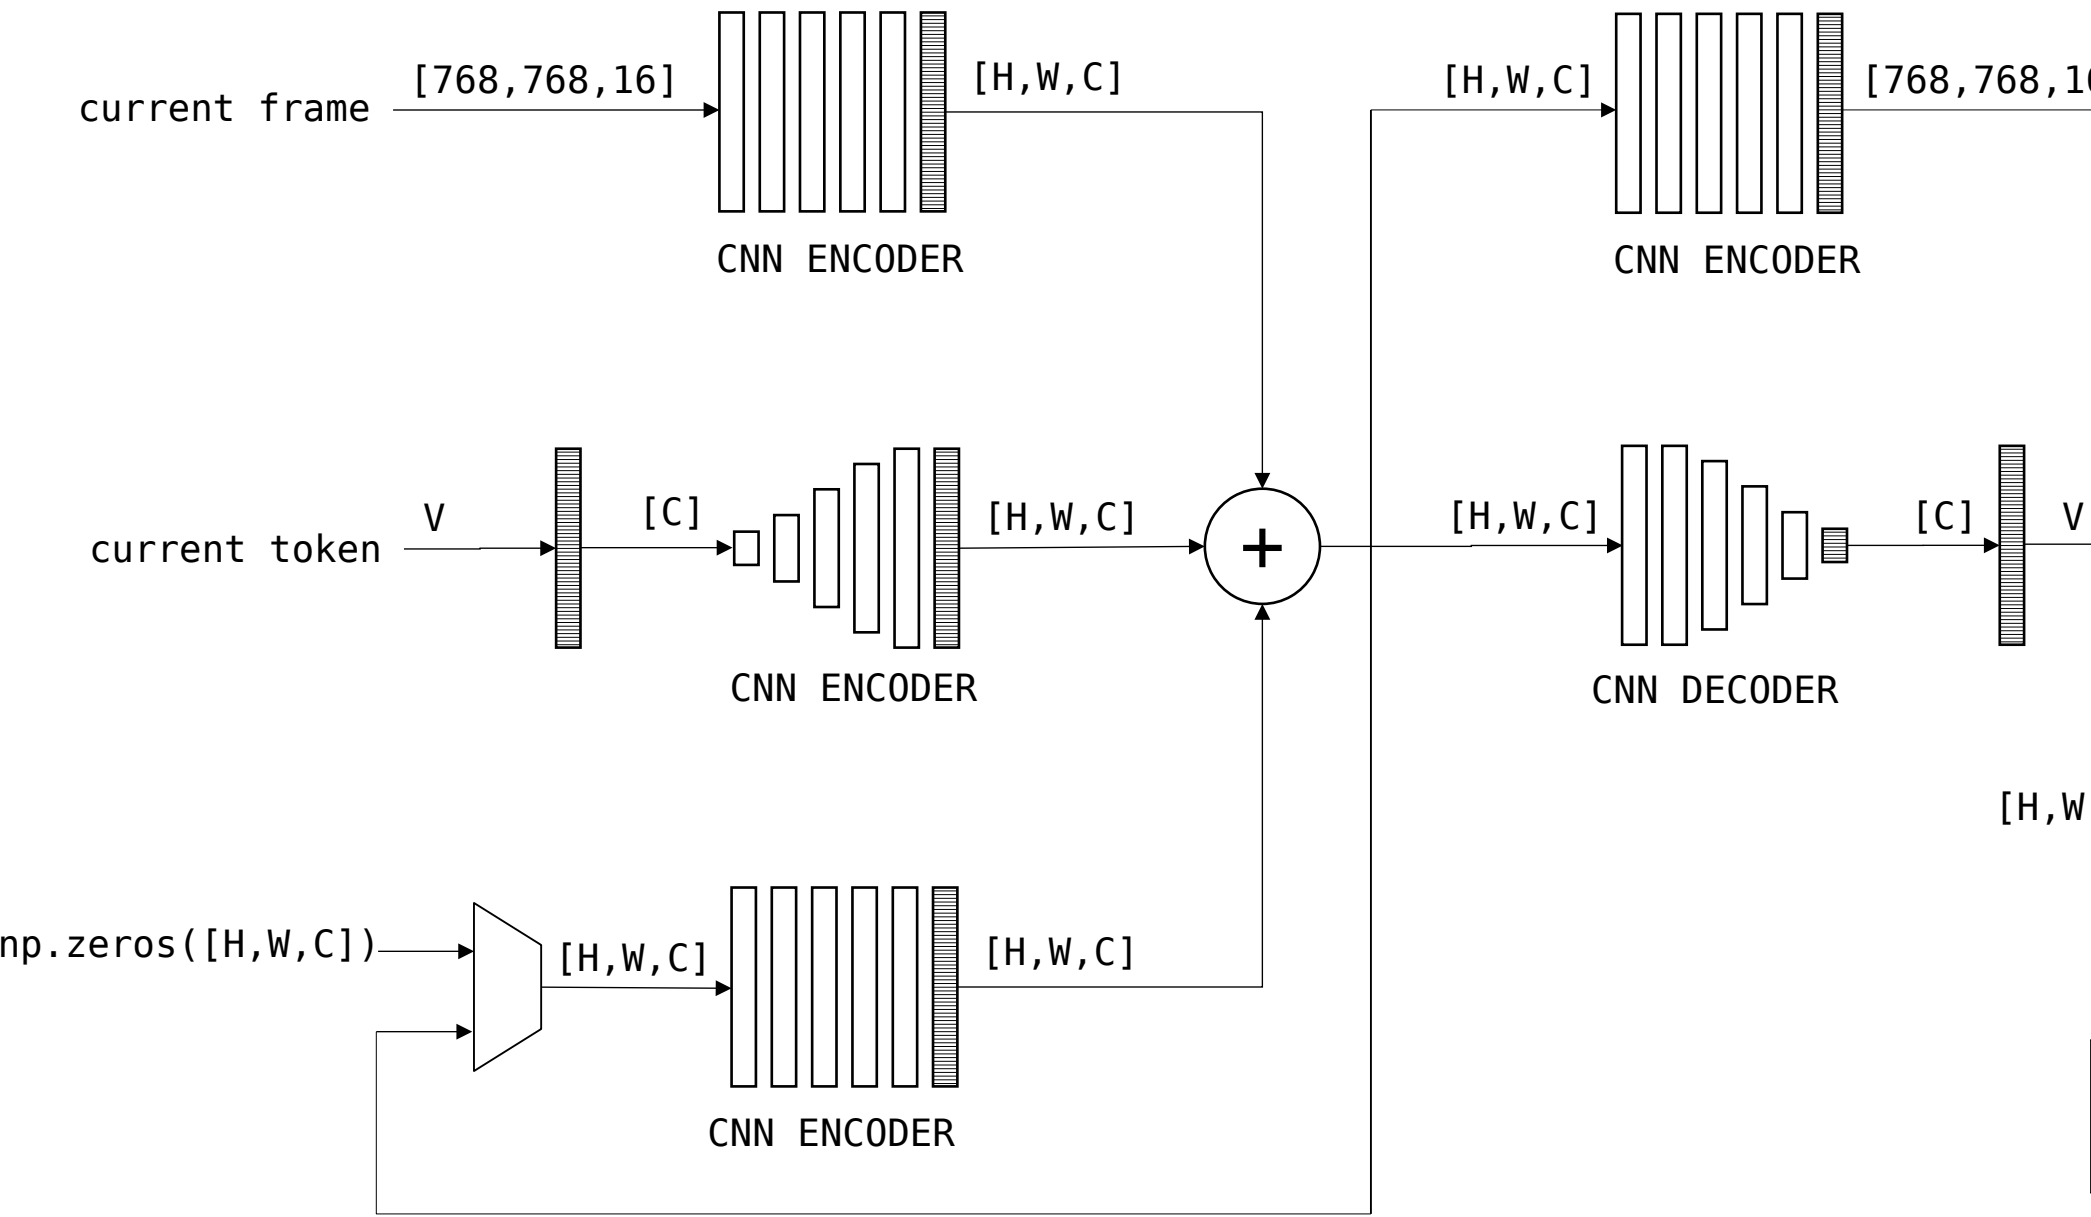 [768,768,16]
[H,W,C]
[H,W,C]
[768,768,16
current frame
CNN ENCODER
CNN ENCODER
V
[C]
[H,W,C]
[H,W,C]
[C]
V
current token
+
CNN ENCODER
CNN DECODER
[H,W
np.zeros([H,W,C])
[H,W,C]
[H,W,C]
CNN ENCODER